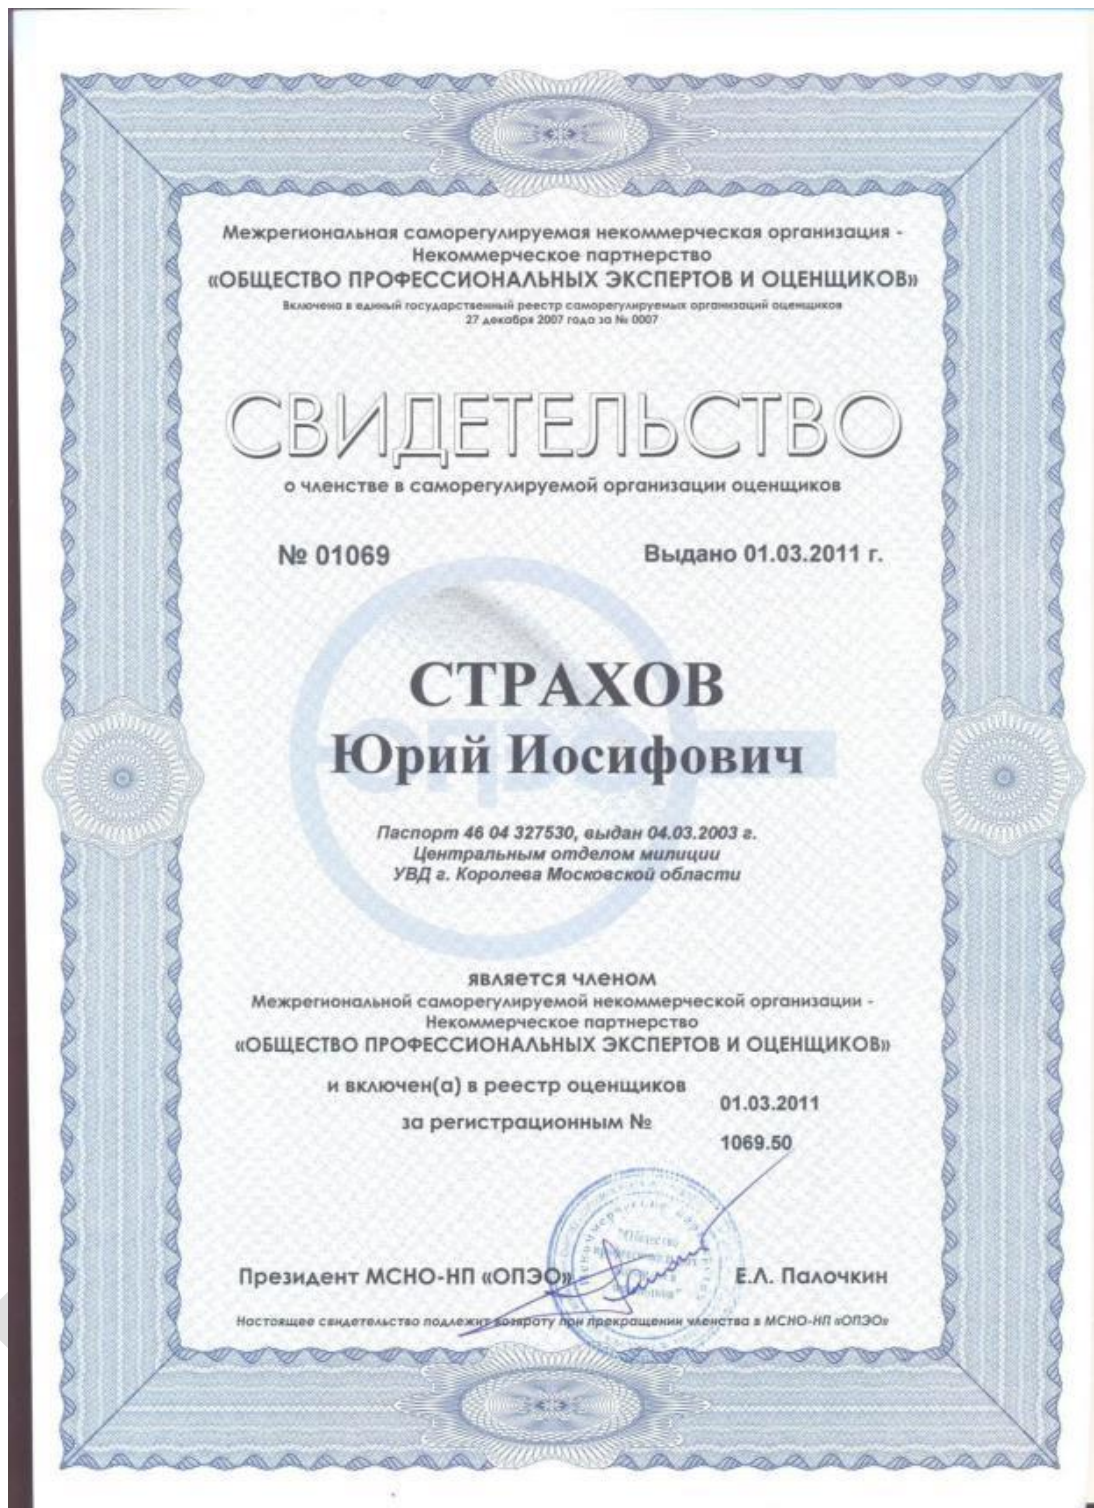 Межрегиональная саморегулируемая некоммерческая организация -
Некоммерческое партнерство
«ОБЩЕСТВО ПРОФЕССИОНАЛЬНЫХ ЭКСПЕРТОВ И ОЦЕНЩИКОВ»
Включена в единый государственный реестр саморегулируемых организаций оценщиков
27 декабря 2007 года за № 0007
СВИДЕТЕЛЬСТВО
о членстве в саморегулируемой организации оценщиков
№ 01069 Выдано 01.03.2011 г.
СТРАХОВ
Юрий Иосифович
Паспорт 46 04 327530, выдан 04.03.2003 г.
Центральным отделом милиции
УВД г. Королева Московской области
является членом
Межрегиональной саморегулируемой некоммерческой организации -
Некоммерческое партнерство
«ОБЩЕСТВО ПРОФЕССИОНАЛЬНЫХ ЭКСПЕРТОВ И ОЦЕНЩИКОВ»
и включен(а) в реестр оценщиков
01.03.2011
за регистрационным №
1069.50
Президент МСНО-НП «ОПЭО» Е.Л. Палочкин
Настоящее свидетельство подлежит возврату при прекращении членства в МСНО-НП «ОПЭО»